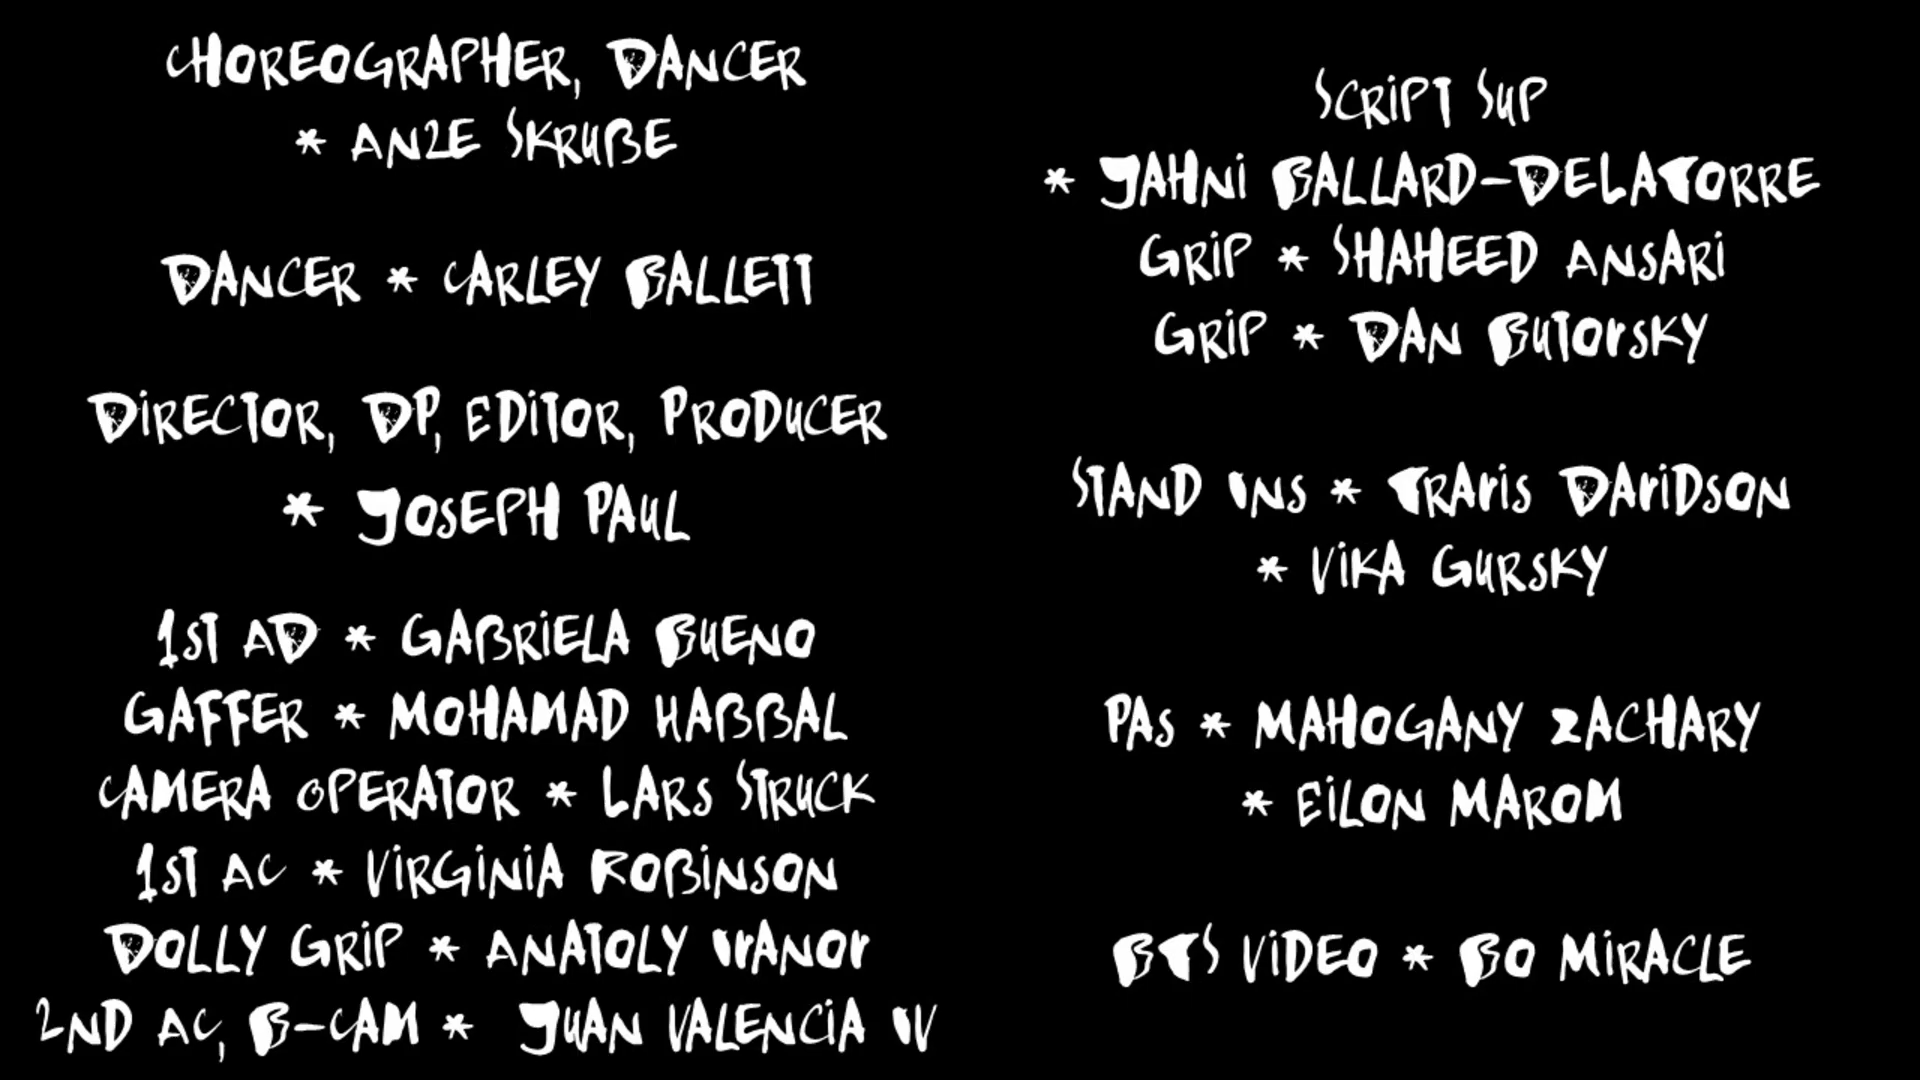 Choreographer, Dancer
* Anze Skrube
Dancer * Carley Ballett
Director, DP, Editor, Producer
* Joseph Paul
1st AD * Gabriela Bueno
Gaffer * Mohamad Habbal
Camera Operator * Lars Struck
1st AC * Virginia Robinson
Dolly Grip * Anatoly Ivanov
2nd AC, B-Cam * Juan Valencia IV
Script Sup
* Jahni Ballard-DeLaTorre
Grip * Shaheed Ansari
Grip * Dan Butovsky
Stand Ins * Travis Davidson
* Vika Gursky
PAs * Mahogany Zachary
* Eilon Marom
BTS Video * Bo Miracle